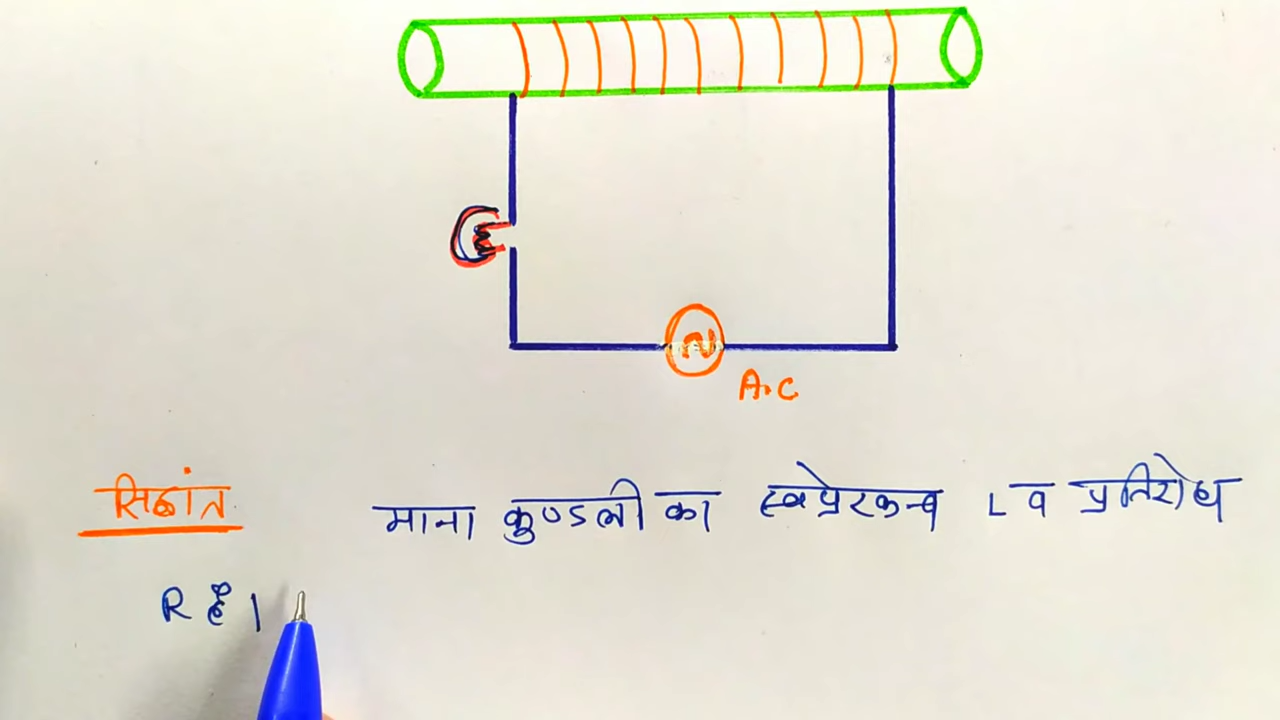 A.C
सिद्धांत माना कुण्डली का स्वप्रेरकत्व L व प्रतिरोध
R है।